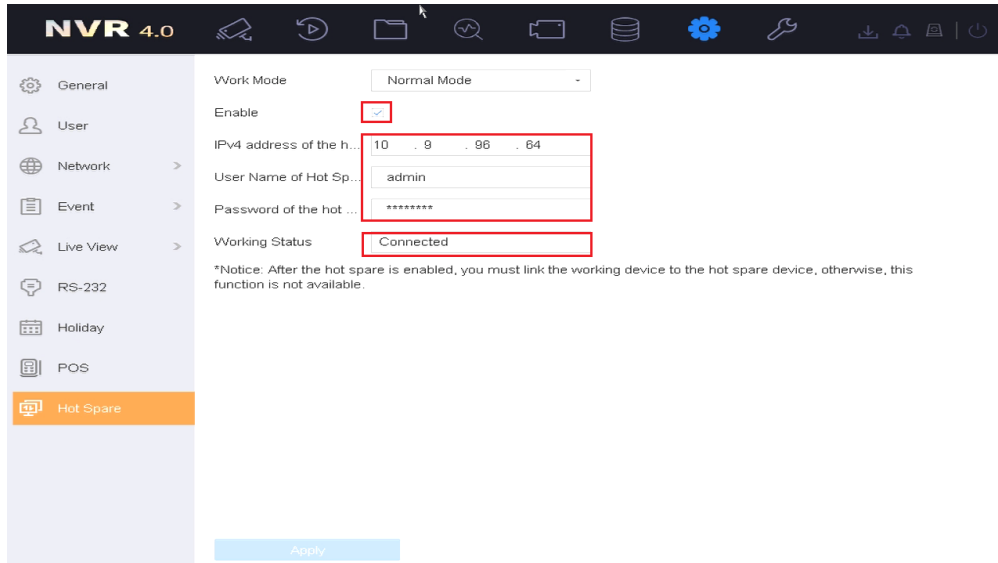 NVR 4.0
General
User
Network >
Event >
Live View >
RS-232
Holiday
POS
Hot Spare
Work Mode Normal Mode
Enable
IPv4 address of the h... 10 . 9 . 96 . 64
User Name of Hot Sp... admin
Password of the hot ... ********
Working Status Connected
*Notice: After the hot spare is enabled, you must link the working device to the hot spare device, otherwise, this
function is not available.
Apply